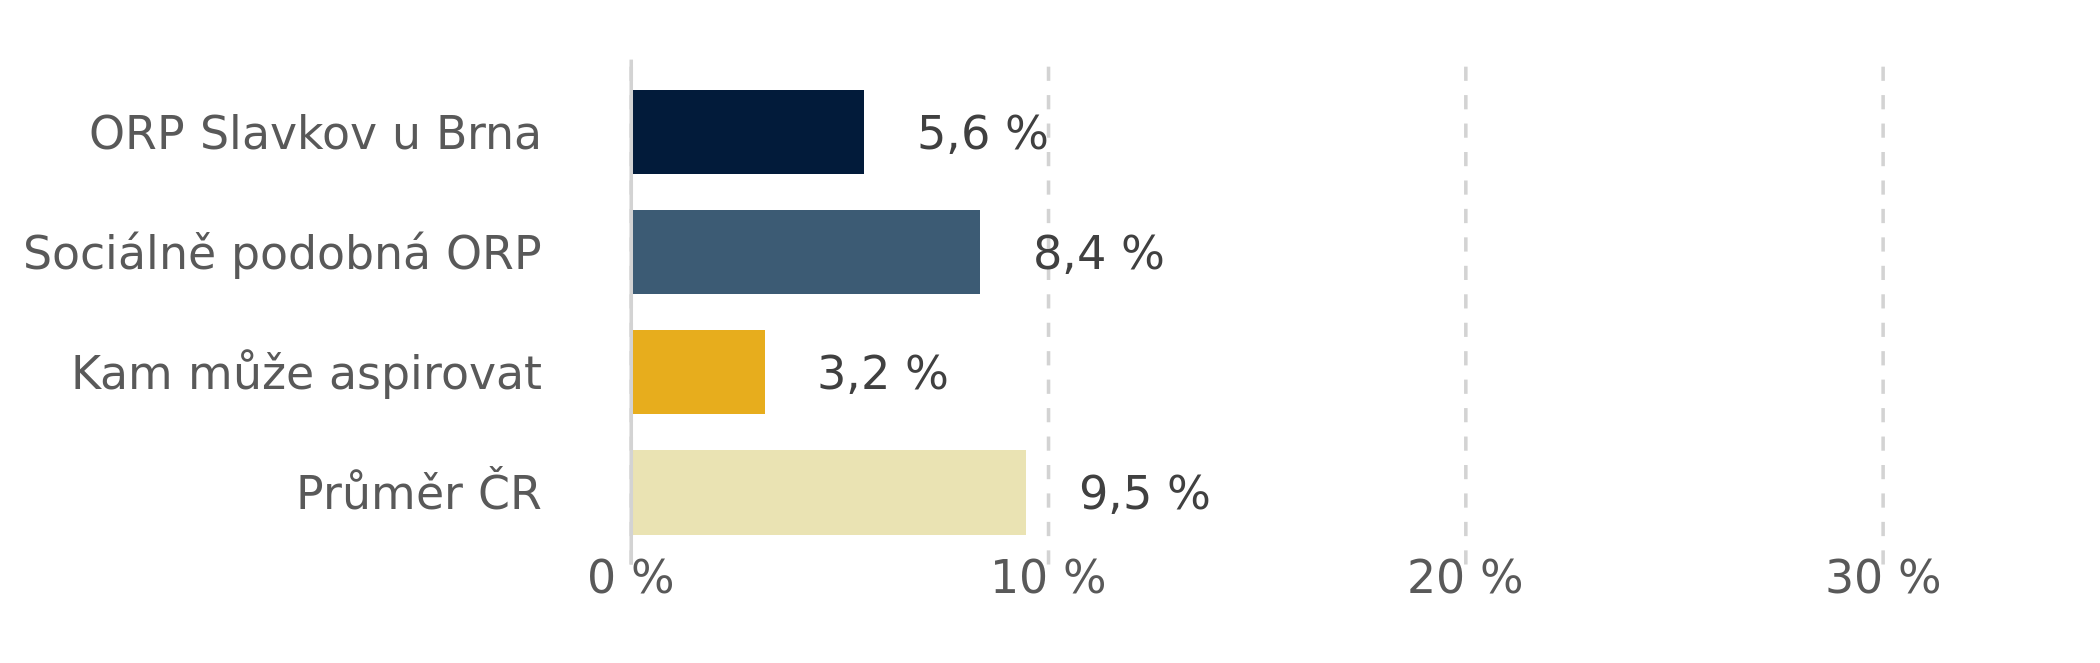 ORP Slavkov u Brna 5,6 %
Sociálně podobná ORP 8,4 %
Kam může aspirovat 3,2 %
Průměr ČR 9,5 %
0 % 10 % 20 % 30 %